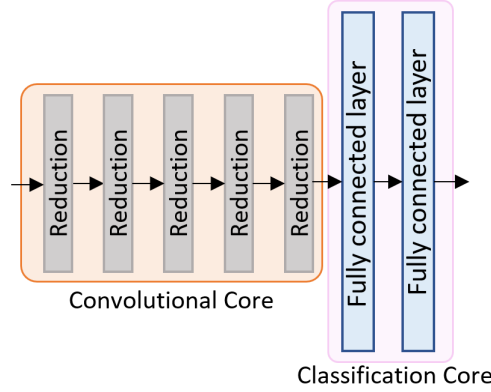 Reduction
Reduction
Reduction
Reduction
Reduction
Fully connected layer
Fully connected layer
Convolutional Core
Classification Core